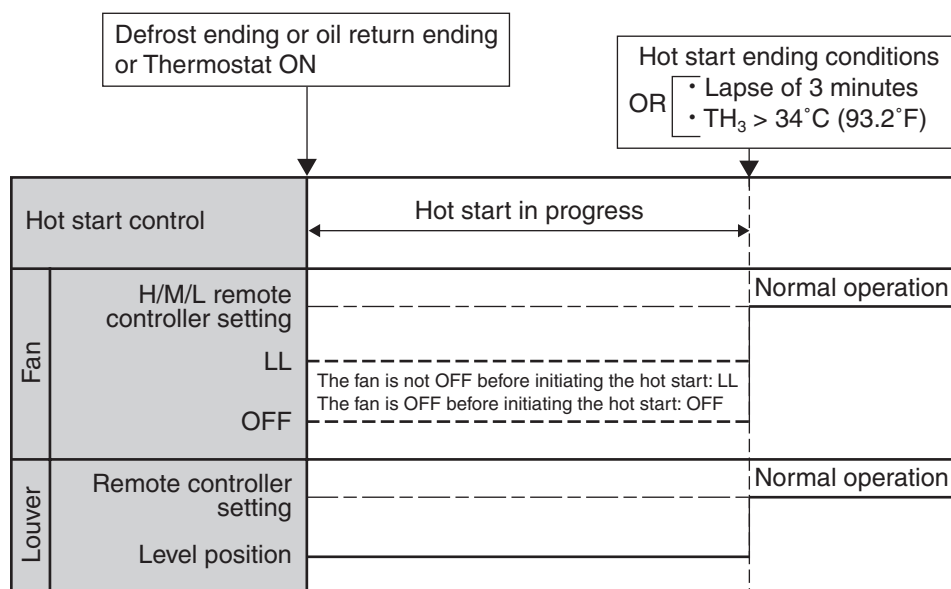 Defrost ending or oil return ending
or Thermostat ON
Hot start ending conditions
OR
・Lapse of 3 minutes
・TH₃ > 34˚C (93.2˚F)
Hot start control
Hot start in progress
Fan
H/M/L remote
controller setting
Normal operation
LL
The fan is not OFF before initiating the hot start: LL
The fan is OFF before initiating the hot start: OFF
OFF
Louver
Remote controller
setting
Normal operation
Level position